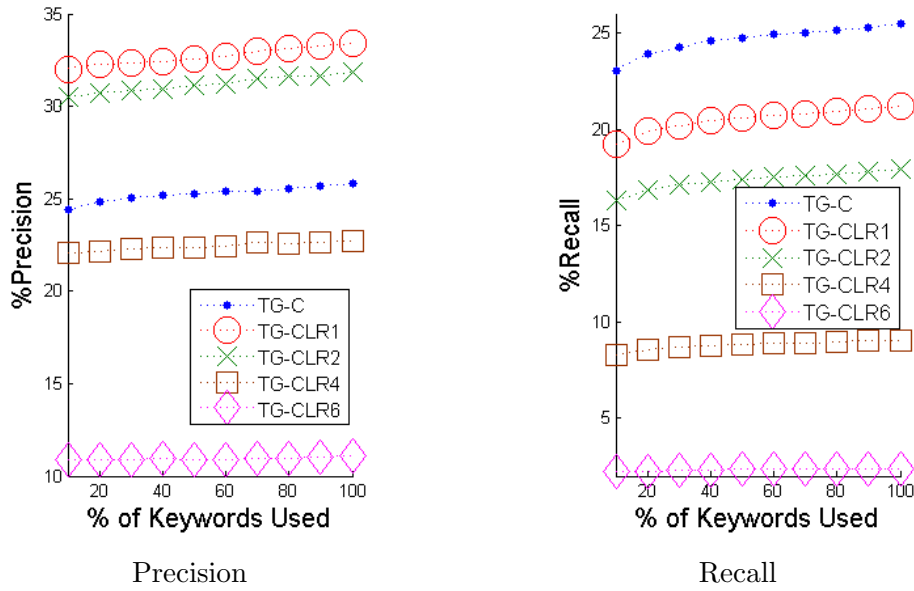 35
30
25
20
15
10
%Precision
TG-C
TG-CLR1
TG-CLR2
TG-CLR4
TG-CLR6
20 40 60 80 100
% of Keywords Used
Precision
25
20
15
10
5
%Recall
TG-C
TG-CLR1
TG-CLR2
TG-CLR4
TG-CLR6
20 40 60 80 100
% of Keywords Used
Recall